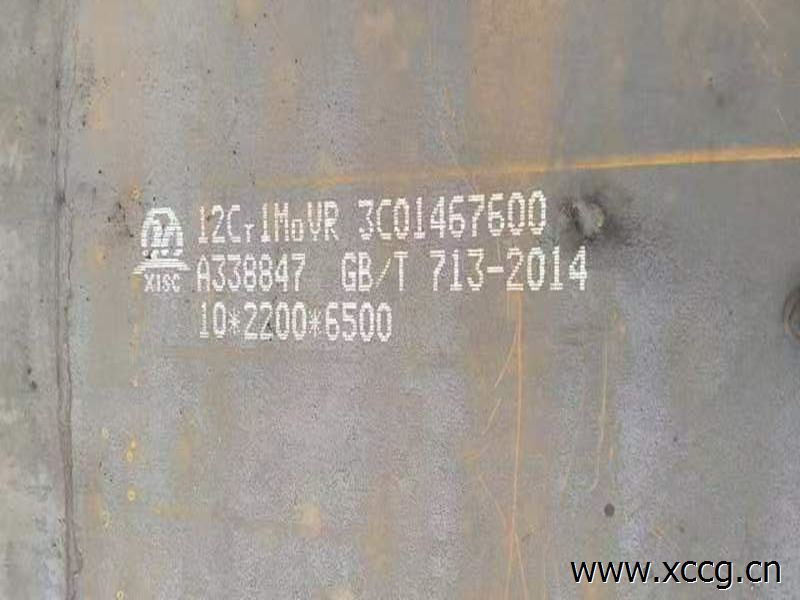 12Cr1MoVR 3C01467600
XISC A338847 GB/T 713-2014
10*2200*6500
www.xccg.cn